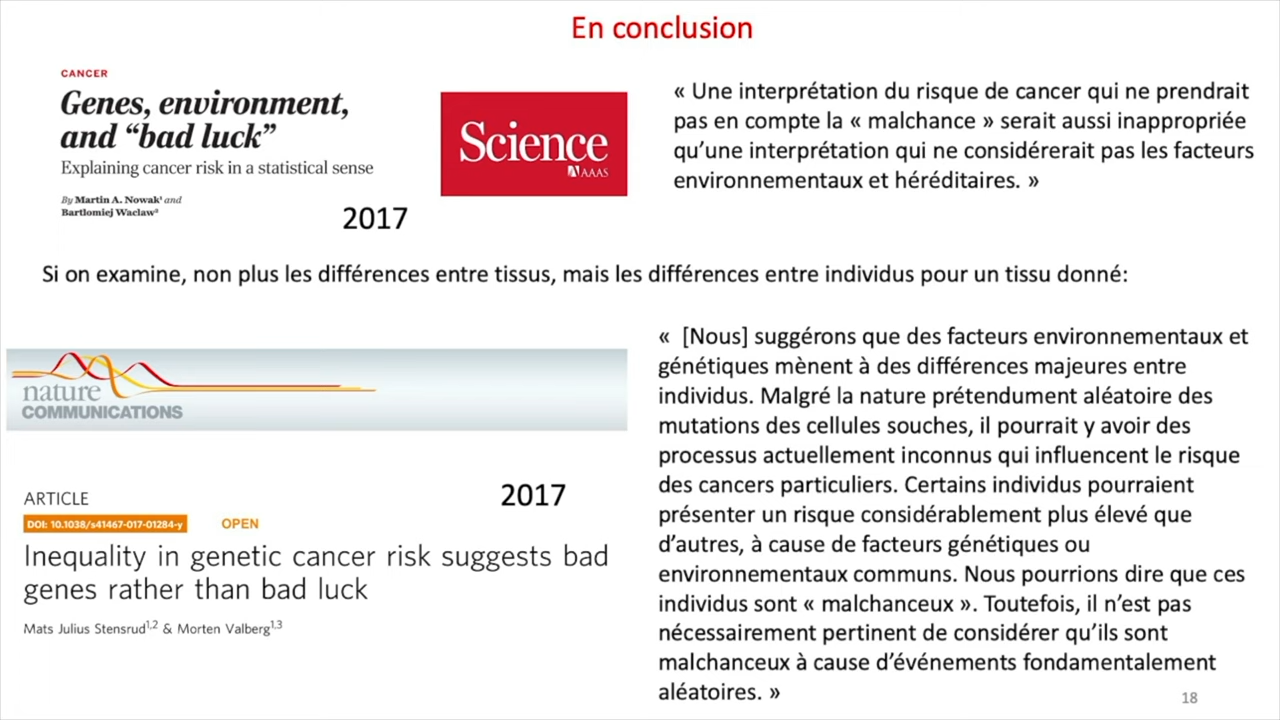 En conclusion
CANCER
Genes, environment,
and “bad luck”
Explaining cancer risk in a statistical sense
By Martin A. Nowak¹ and
Bartlomiej Waclaw²
2017
Science
AAAS
« Une interprétation du risque de cancer qui ne prendrait
pas en compte la « malchance » serait aussi inappropriée
qu’une interprétation qui ne considérerait pas les facteurs
environnementaux et héréditaires. »
Si on examine, non plus les différences entre tissus, mais les différences entre individus pour un tissu donné:
nature
COMMUNICATIONS
ARTICLE
2017
DOI: 10.1038/s41467-017-01284-y
OPEN
Inequality in genetic cancer risk suggests bad
genes rather than bad luck
Mats Julius Stensrud1,2 & Morten Valberg1,3
« [Nous] suggérons que des facteurs environnementaux et
génétiques mènent à des différences majeures entre
individus. Malgré la nature prétendument aléatoire des
mutations des cellules souches, il pourrait y avoir des
processus actuellement inconnus qui influencent le risque
des cancers particuliers. Certains individus pourraient
présenter un risque considérablement plus élevé que
d’autres, à cause de facteurs génétiques ou
environnementaux communs. Nous pourrions dire que ces
individus sont « malchanceux ». Toutefois, il n’est pas
nécessairement pertinent de considérer qu’ils sont
malchanceux à cause d’événements fondamentalement
aléatoires. »
18